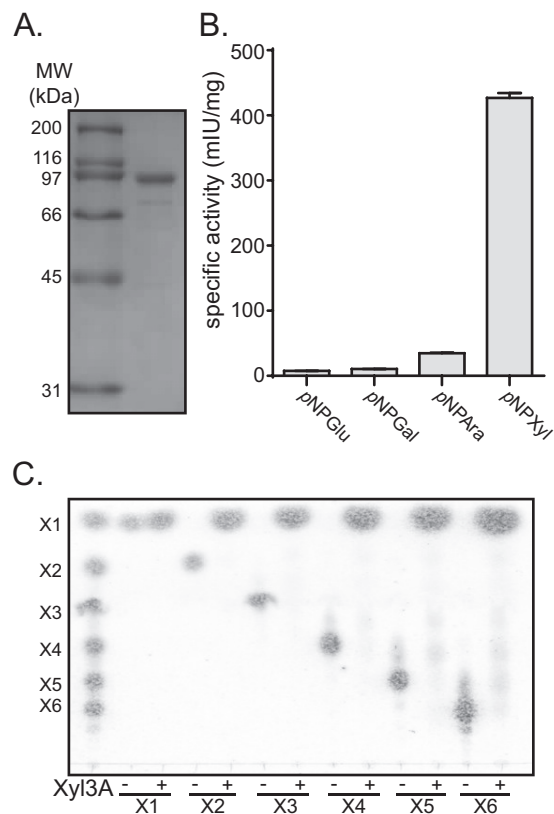 A.
MW
(kDa)
200
116
97
66
45
31
B.
specific activity (mIU/mg)
500
400
300
200
100
0
pNPGlu
pNPGal
pNPAra
pNPXyl
C.
X1
X2
X3
X4
X5
X6
Xyl3A - + - + - + - + - + - +
X1 X2 X3 X4 X5 X6